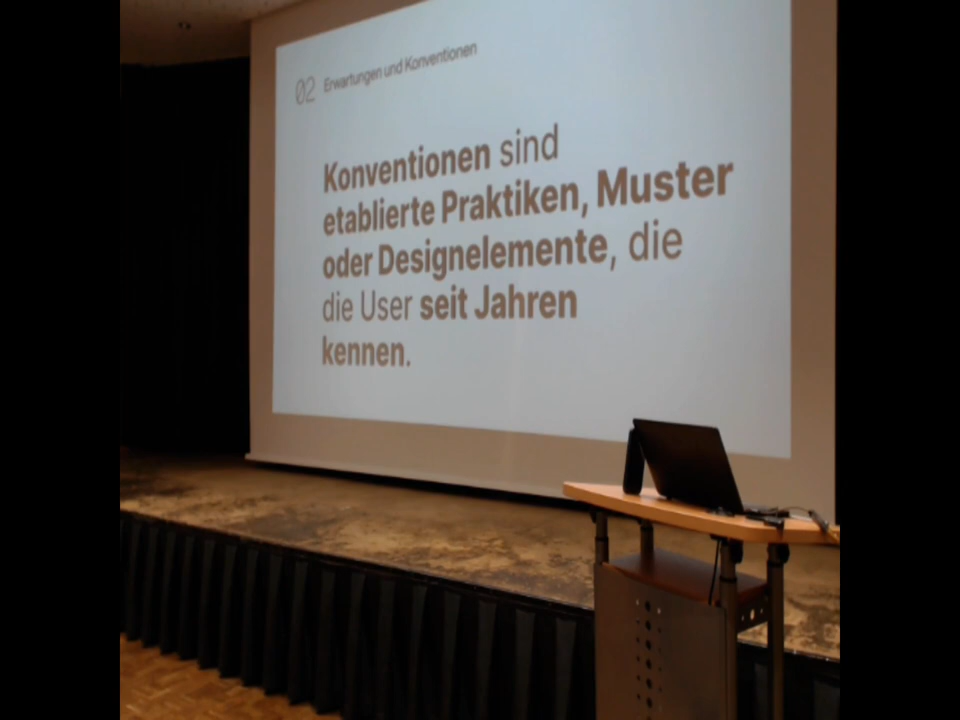 02 Erwartungen und Konventionen
Konventionen sind
etablierte Praktiken, Muster
oder Designelemente, die
die User seit Jahren
kennen.